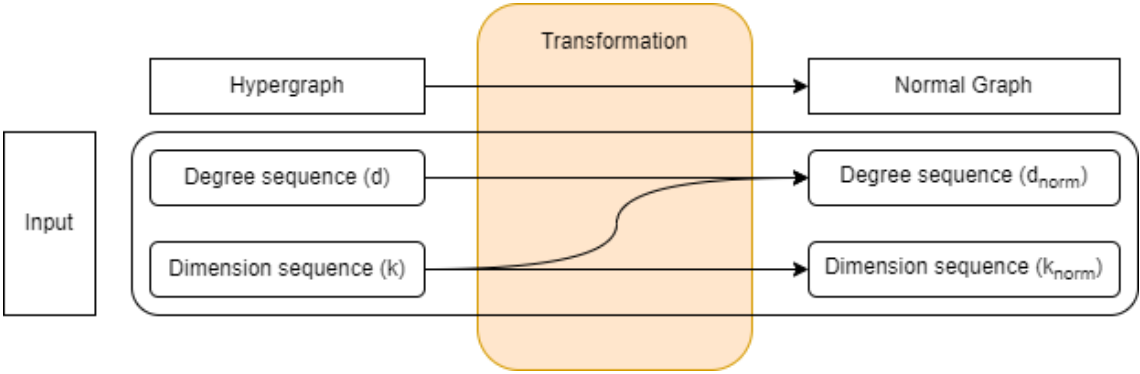 Transformation
Hypergraph
Normal Graph
Input
Degree sequence (d)
Degree sequence (dnorm)
Dimension sequence (k)
Dimension sequence (knorm)